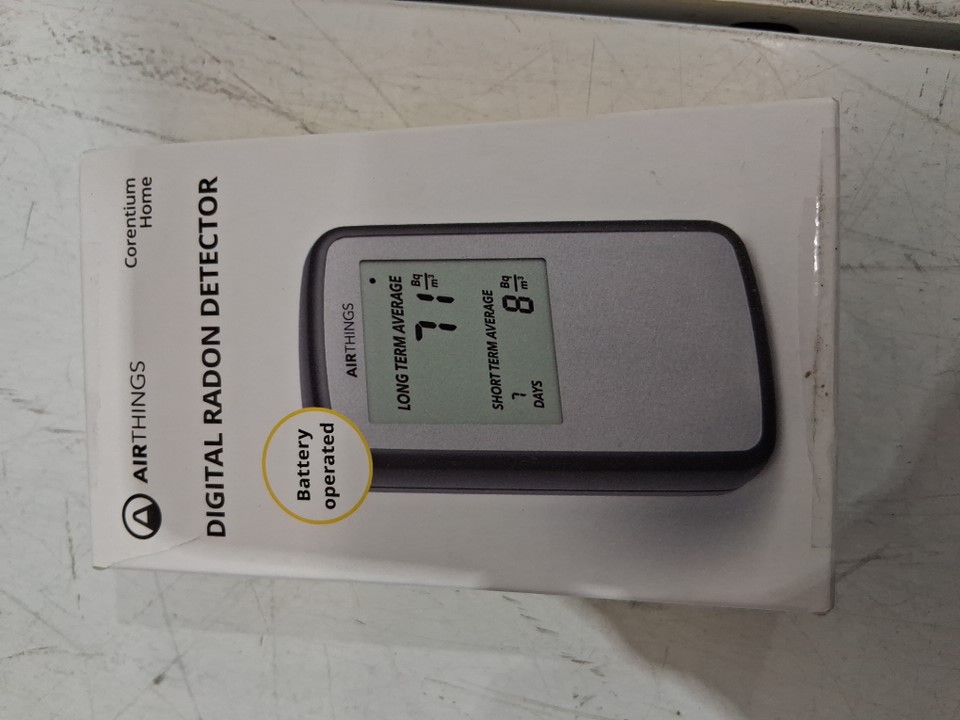 AIRTHINGS
Corentium
Home
DIGITAL RADON DETECTOR
Battery
operated
AIRTHINGS
LONG TERM AVERAGE
71 Bq/m³
SHORT TERM AVERAGE
7
DAYS
8 Bq/m³